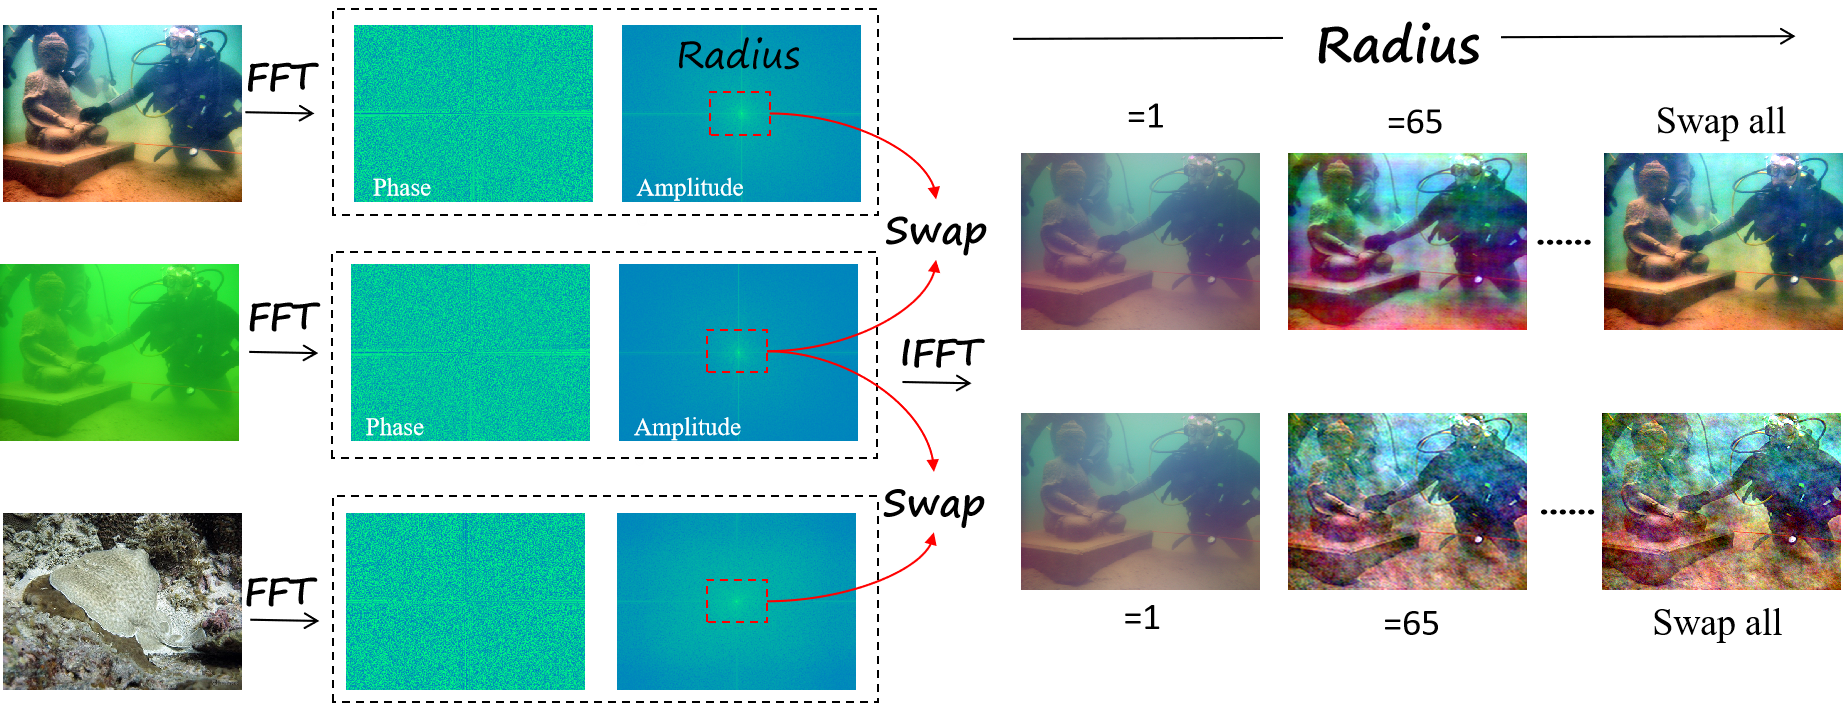 FFT
Radius
Phase
Amplitude
Swap
FFT
Phase
Amplitude
IFFT
FFT
Swap
Radius
=1
=65
Swap all
=1
=65
Swap all